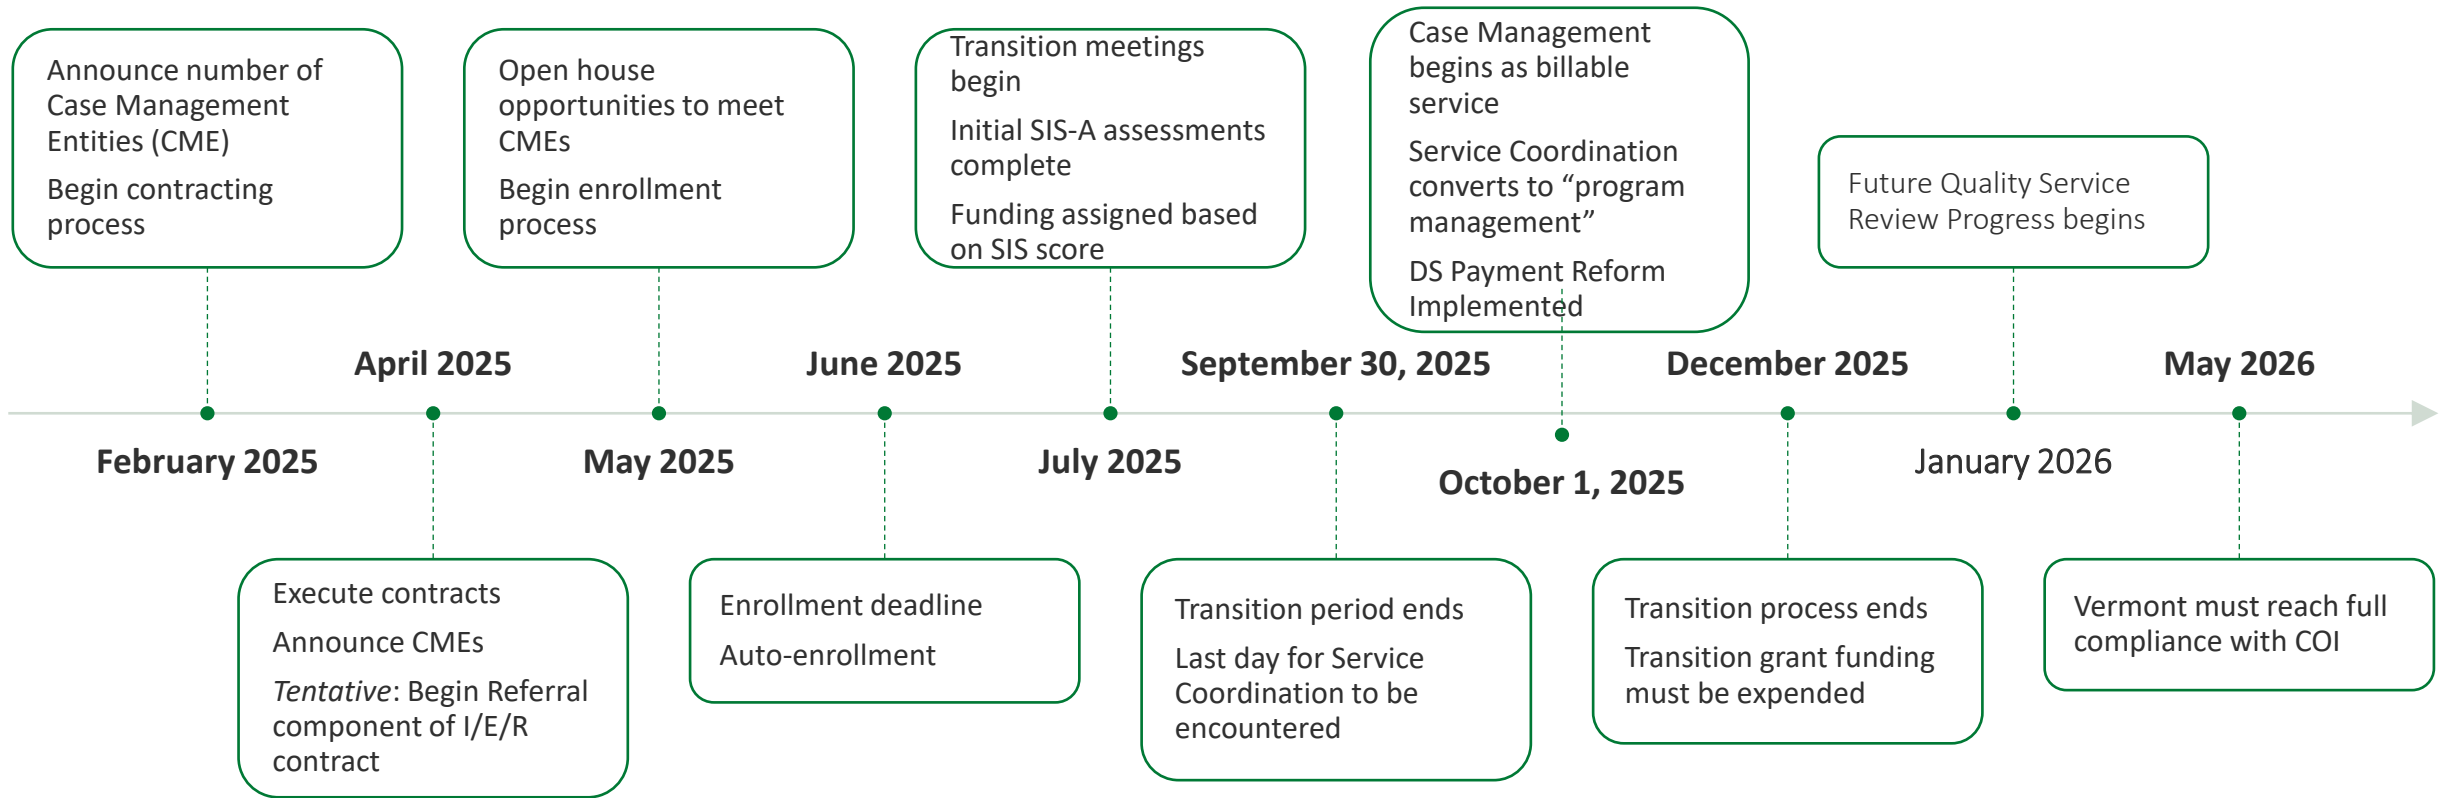 Announce number of
Case Management
Entities (CME)
Begin contracting
process
Open house
opportunities to meet
CMEs
Begin enrollment
process
Transition meetings
begin
Initial SIS-A assessments
complete
Funding assigned based
on SIS score
Case Management
begins as billable
service
Service Coordination
converts to “program
management”
DS Payment Reform
Implemented
Future Quality Service
Review Progress begins
April 2025
June 2025
September 30, 2025
December 2025
May 2026
February 2025
May 2025
July 2025
October 1, 2025
January 2026
Execute contracts
Announce CMEs
Tentative: Begin Referral
component of I/E/R
contract
Enrollment deadline
Auto-enrollment
Transition period ends
Last day for Service
Coordination to be
encountered
Transition process ends
Transition grant funding
must be expended
Vermont must reach full
compliance with COI